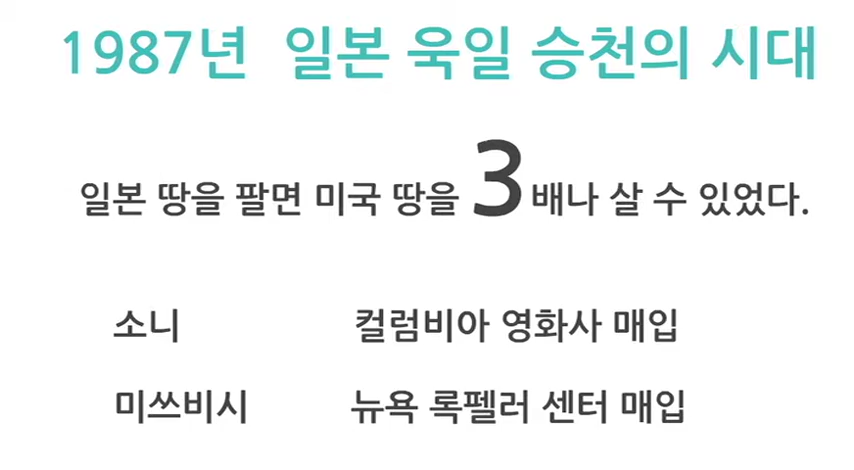 1987년 일본 욱일 승천의 시대
일본 땅을 팔면 미국 땅을 3배나 살 수 있었다.
소니 컬럼비아 영화사 매입
미쓰비시 뉴욕 록펠러 센터 매입